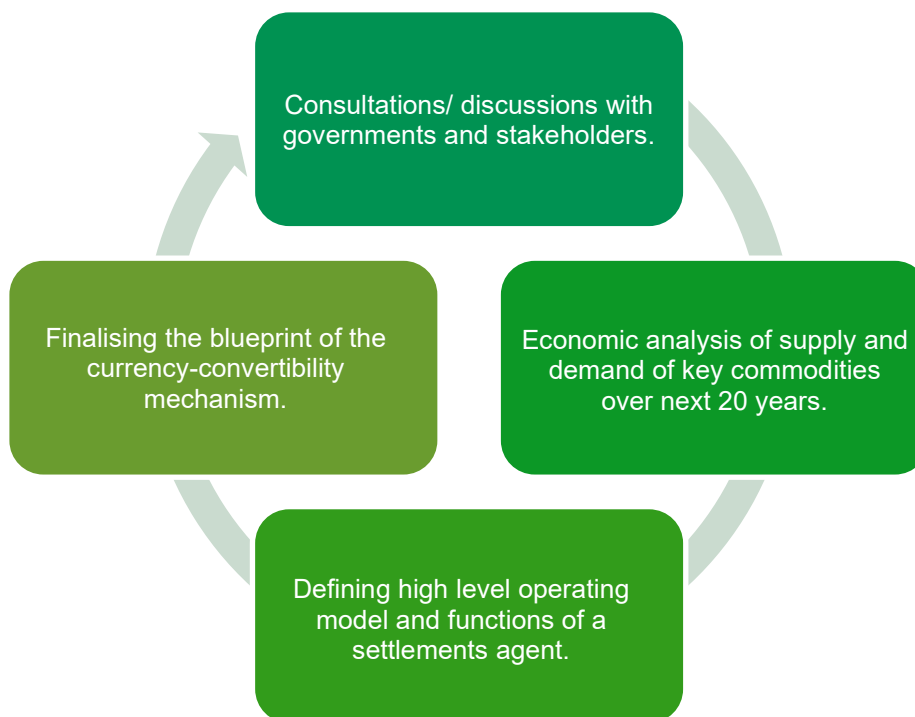 Consultations/ discussions with
governments and stakeholders.
Economic analysis of supply and
demand of key commodities
over next 20 years.
Defining high level operating
model and functions of a
settlements agent.
Finalising the blueprint of the
currency-convertibility
mechanism.